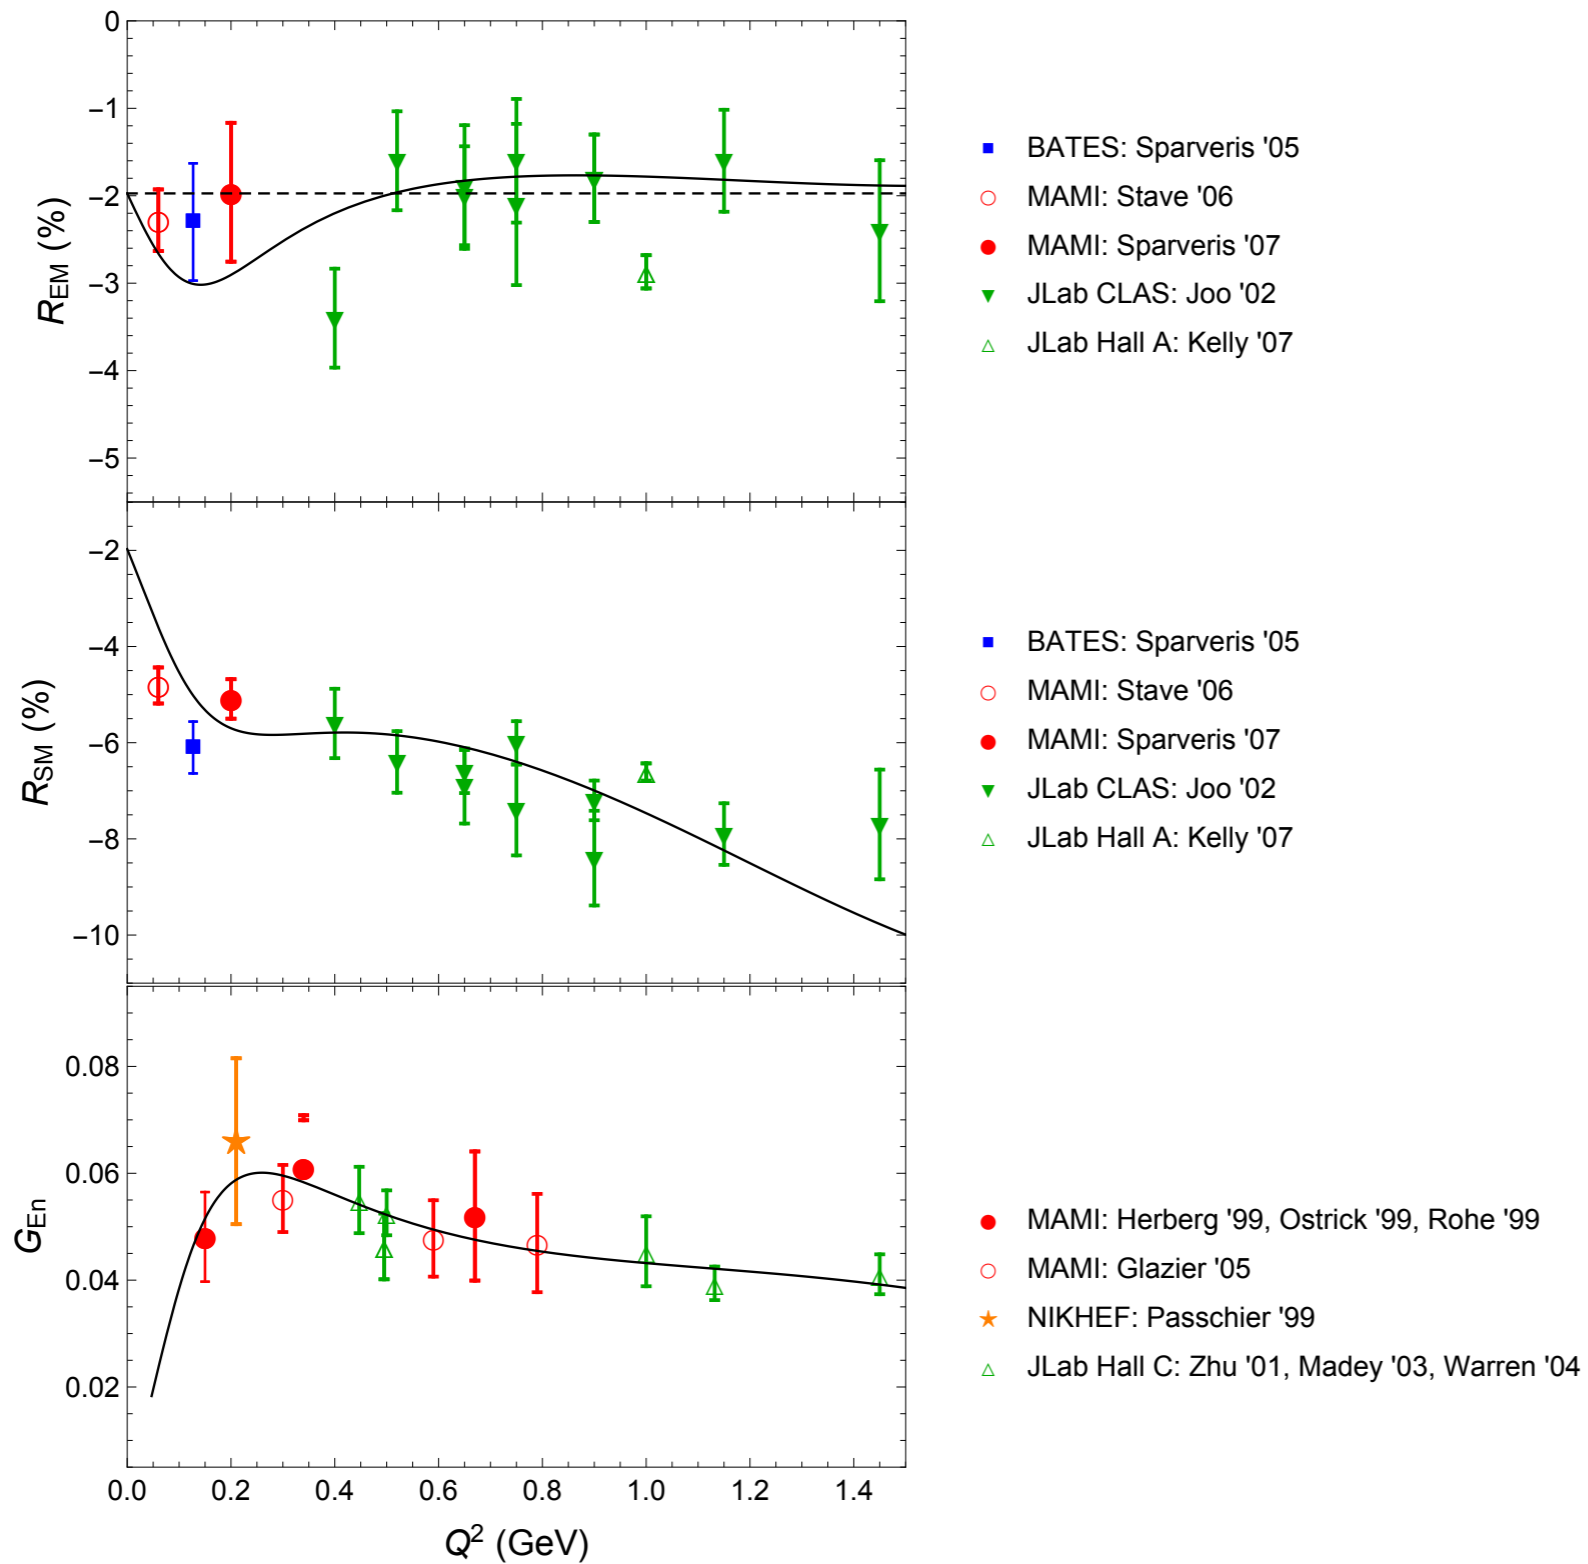 0
−1
−2
−3
−4
−5
R_EM (%)
BATES: Sparveris '05
MAMI: Stave '06
MAMI: Sparveris '07
JLab CLAS: Joo '02
JLab Hall A: Kelly '07
−2
−4
−6
−8
−10
R_SM (%)
BATES: Sparveris '05
MAMI: Stave '06
MAMI: Sparveris '07
JLab CLAS: Joo '02
JLab Hall A: Kelly '07
0.08
0.06
0.04
0.02
G_En
MAMI: Herberg '99, Ostrick '99, Rohe '99
MAMI: Glazier '05
NIKHEF: Passchier '99
JLab Hall C: Zhu '01, Madey '03, Warren '04
0.0 0.2 0.4 0.6 0.8 1.0 1.2 1.4
Q² (GeV)